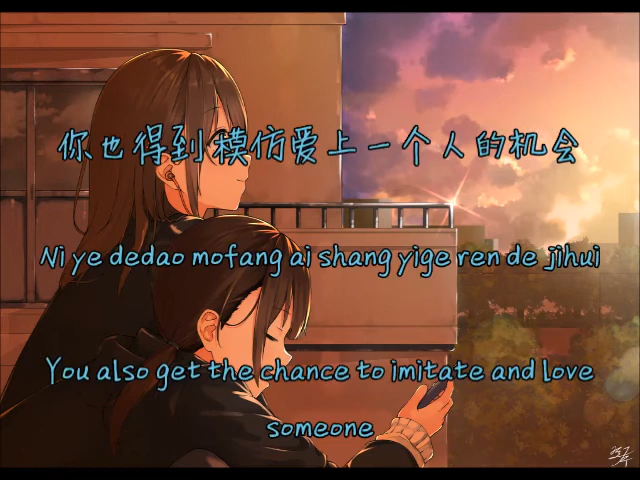 你也得到模仿爱上一个人的机会
Ni ye dedao mofang ai shang yige ren de jihui
You also get the chance to imitate and love
someone